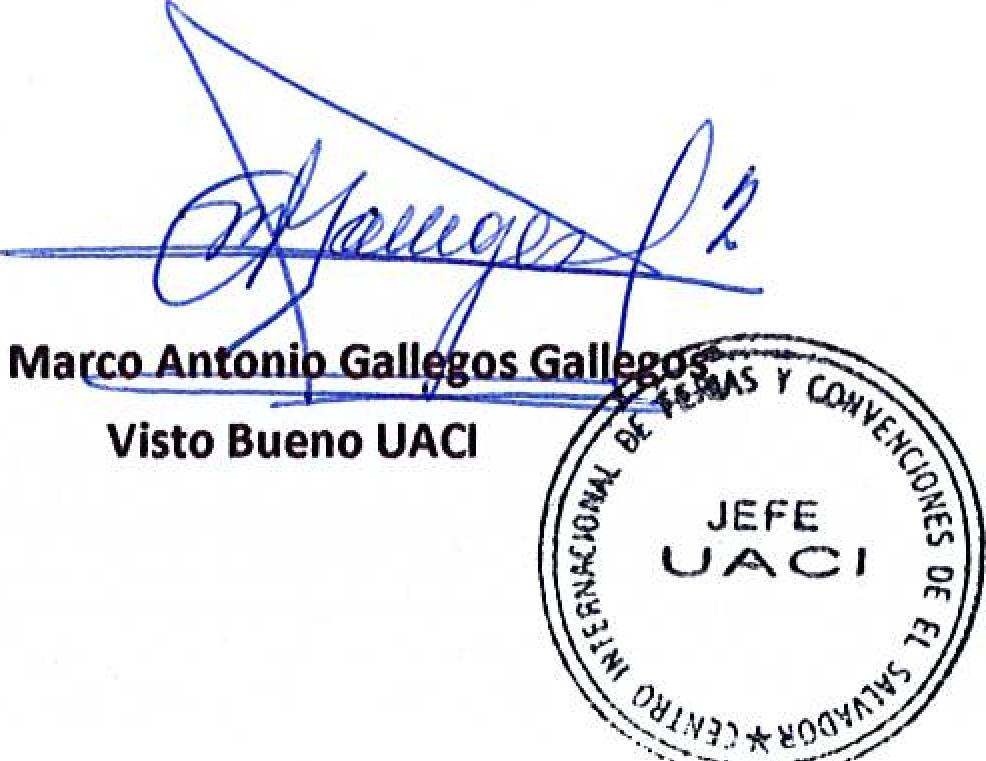 Marco Antonio Gallegos Gallegos
Visto Bueno UACI
CENTRO INTERNACIONAL DE FERIAS Y CONVENCIONES DE EL SALVADOR ★
JEFE
UACI